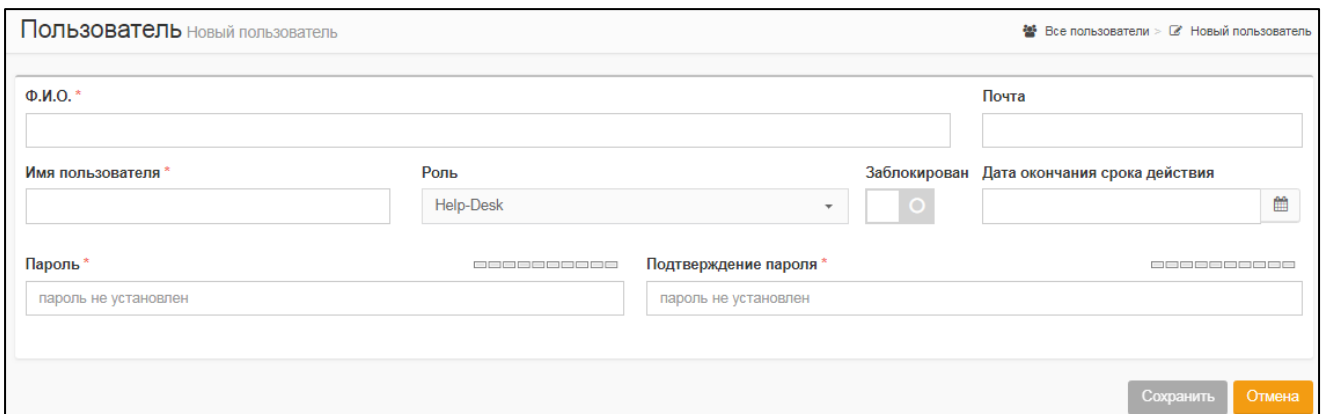 Пользователь Новый пользователь
Все пользователи > Новый пользователь
Ф.И.О. * Почта
Имя пользователя * Роль Заблокирован Дата окончания срока действия
Help-Desk
Пароль * Подтверждение пароля *
пароль не установлен пароль не установлен
Сохранить Отмена